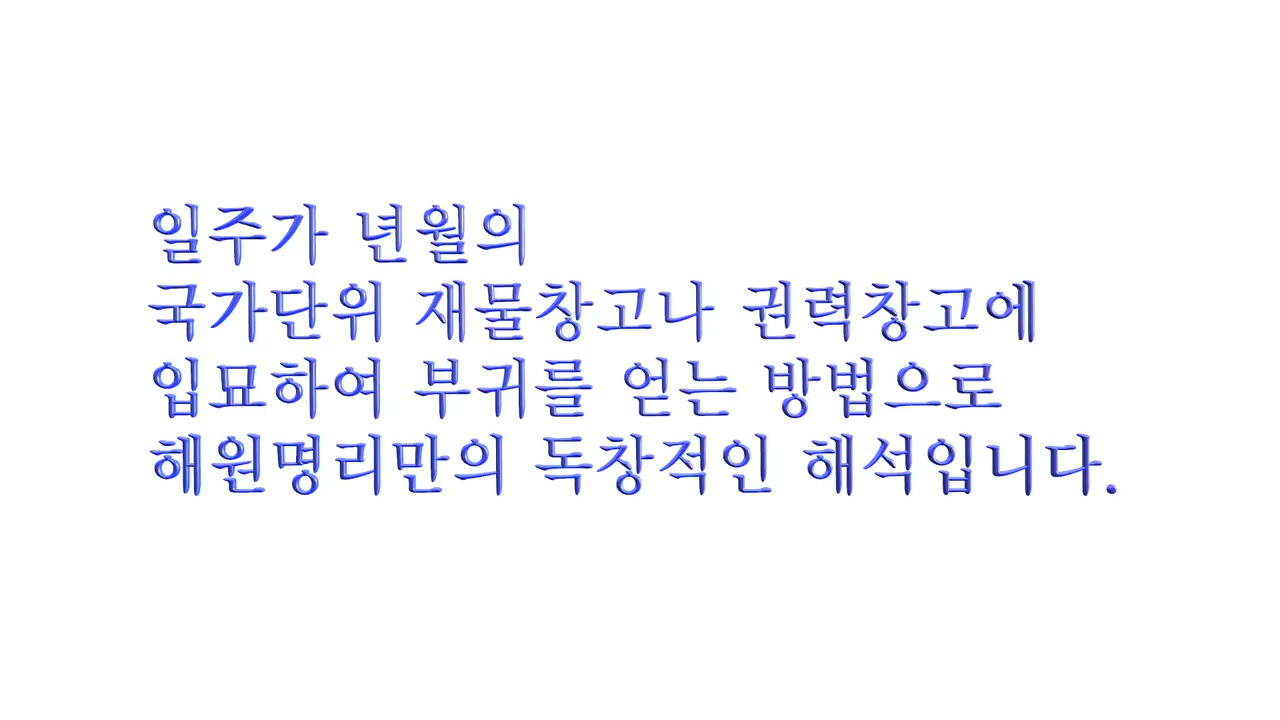 일주가 년월의
국가단위 재물창고나 권력창고에
입묘하여 부귀를 얻는 방법으로
해원명리만의 독창적인 해석입니다.